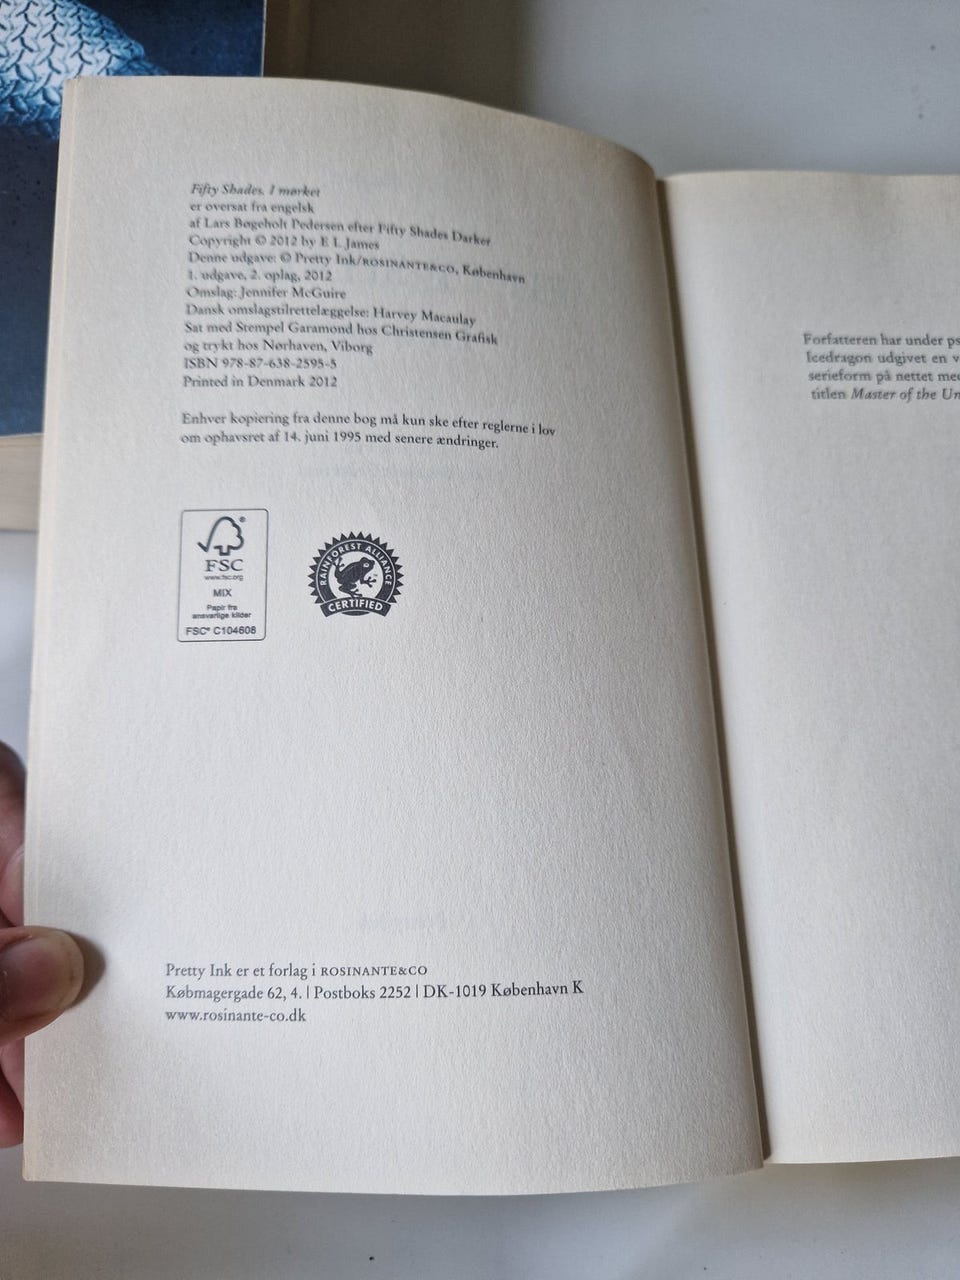 Fifty Shades. I mørket
er oversat fra engelsk
af Lars Bøgeholt Pedersen efter Fifty Shades Darker
Copyright © 2012 by E L James
Denne udgave: © Pretty Ink/ROSINANTE&CO, København
1. udgave, 2. oplag, 2012
Omslag: Jennifer McGuire
Dansk omslagstilrettelæggelse: Harvey Macaulay
Sat med Stempel Garamond hos Christensen Grafisk
og trykt hos Nørhaven, Viborg
ISBN 978-87-638-2595-5
Printed in Denmark 2012
Enhver kopiering fra denne bog må kun ske efter reglerne i lov
om ophavsret af 14. juni 1995 med senere ændringer.
FSC
www.fsc.org
MIX
Papir fra
ansvarlige kilder
FSC® C104608
RAINFOREST ALLIANCE
CERTIFIED
Pretty Ink er et forlag i ROSINANTE&CO
Købmagergade 62, 4. | Postboks 2252 | DK-1019 København K
www.rosinante-co.dk
Forfatteren har under ps
Icedragon udgivet en v
serieform på nettet med
titlen Master of the Un